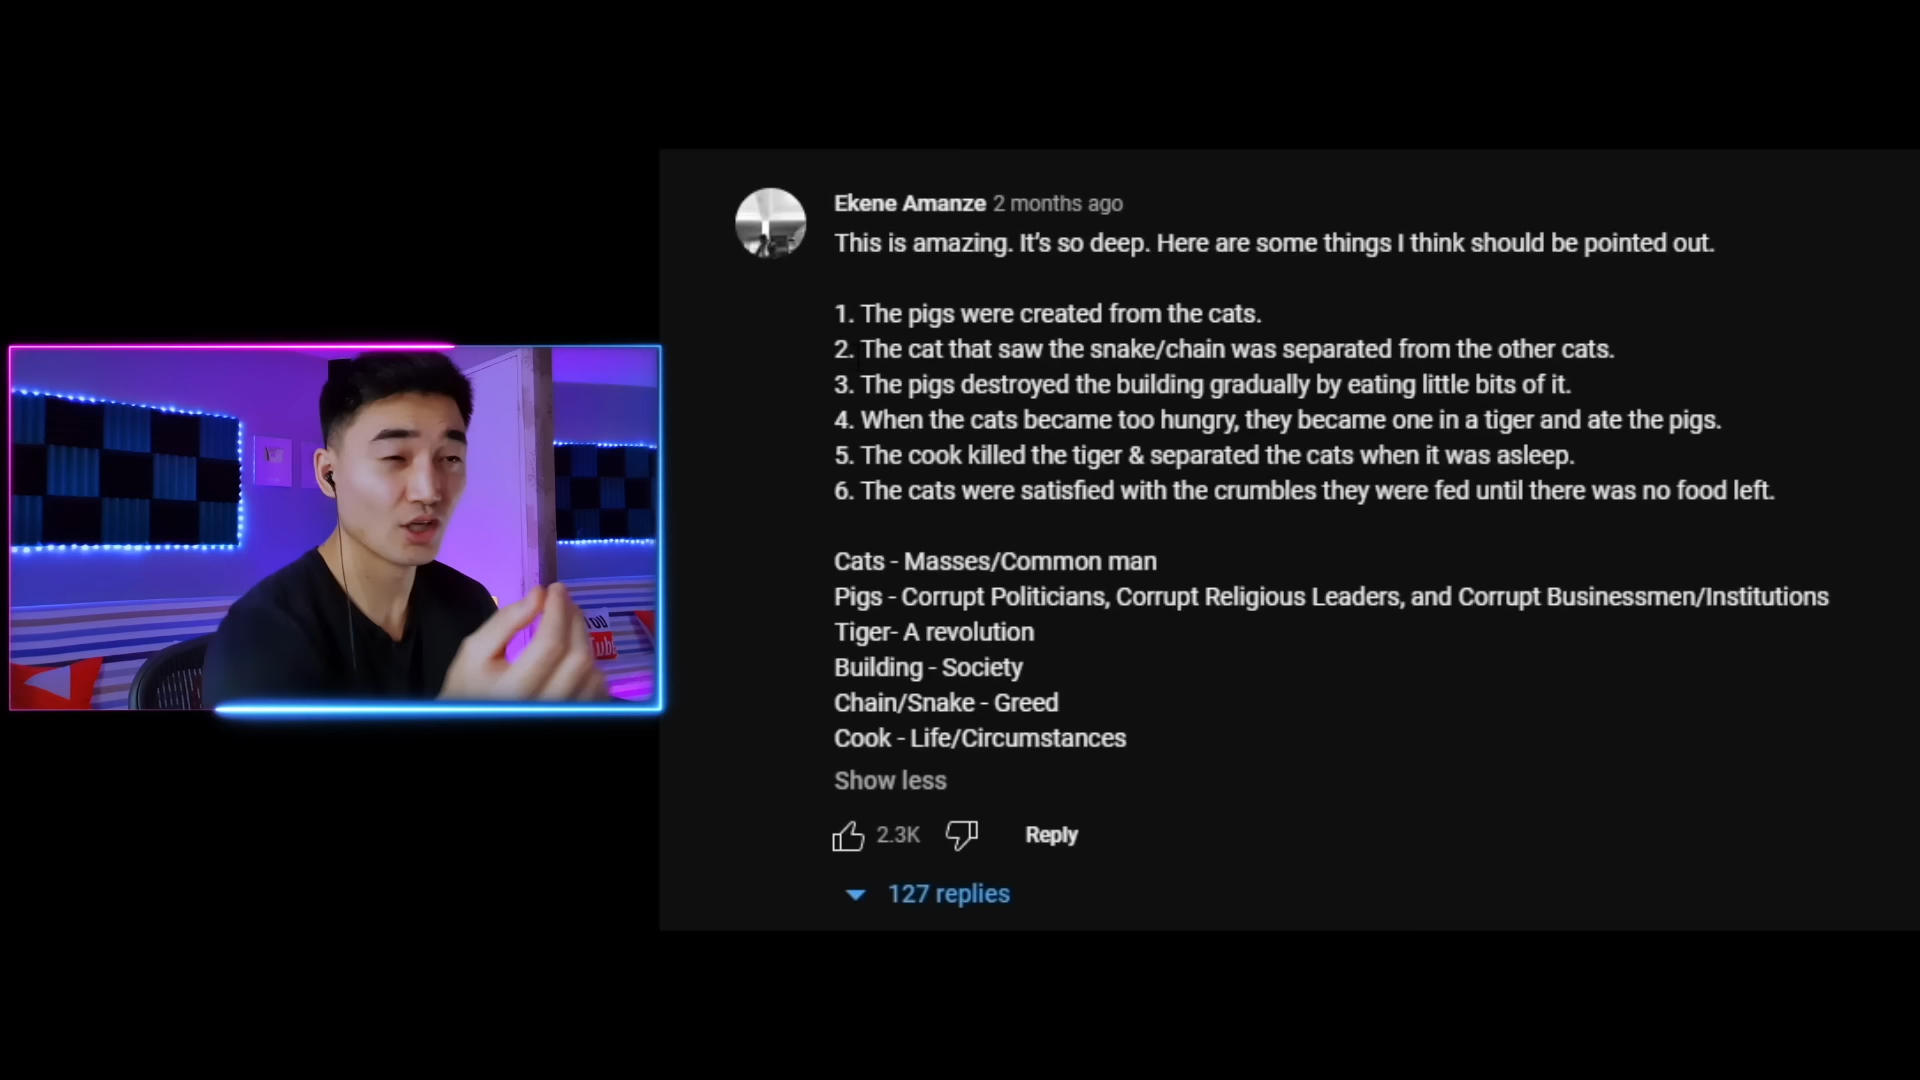 Ekene Amanze 2 months ago
This is amazing. It's so deep. Here are some things I think should be pointed out.
1. The pigs were created from the cats.
2. The cat that saw the snake/chain was separated from the other cats.
3. The pigs destroyed the building gradually by eating little bits of it.
4. When the cats became too hungry, they became one in a tiger and ate the pigs.
5. The cook killed the tiger & separated the cats when it was asleep.
6. The cats were satisfied with the crumbles they were fed until there was no food left.
Cats - Masses/Common man
Pigs - Corrupt Politicians, Corrupt Religious Leaders, and Corrupt Businessmen/Institutions
Tiger- A revolution
Building - Society
Chain/Snake - Greed
Cook - Life/Circumstances
Show less
2.3K
Reply
127 replies